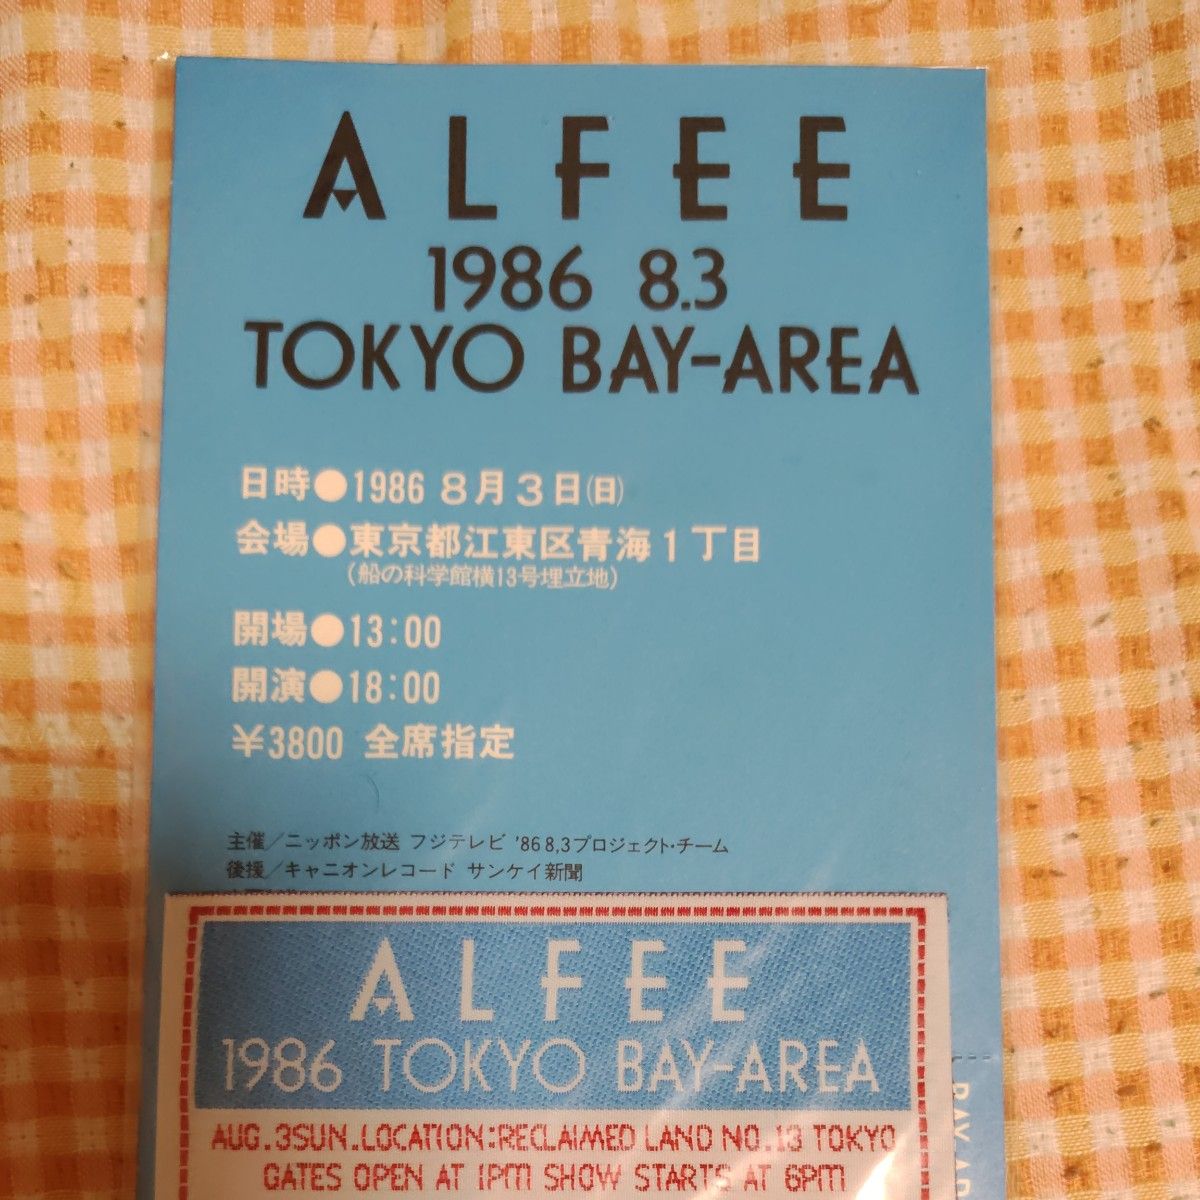 ALFEE
1986 8.3
TOKYO BAY-AREA
日時●1986 8月3日(日)
会場●東京都江東区青海1丁目
(船の科学館横13号埋立地)
開場●13:00
開演●18:00
¥3800 全席指定
主催/ニッポン放送 フジテレビ '86 8,3プロジェクト・チーム
後援/キャニオンレコード サンケイ新聞
ALFEE
1986 TOKYO BAY-AREA
AUG.3SUN.LOCATION:RECLAIMED LAND NO.13 TOKYO
GATES OPEN AT 1PM SHOW STARTS AT 6PM
BAY-AR